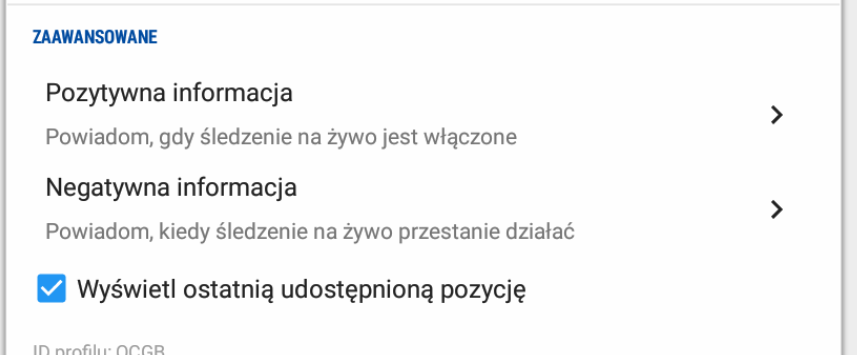 ZAAWANSOWANE
Pozytywna informacja
Powiadom, gdy śledzenie na żywo jest włączone
Negatywna informacja
Powiadom, kiedy śledzenie na żywo przestanie działać
Wyświetl ostatnią udostępnioną pozycję
ID profilu: OCGB